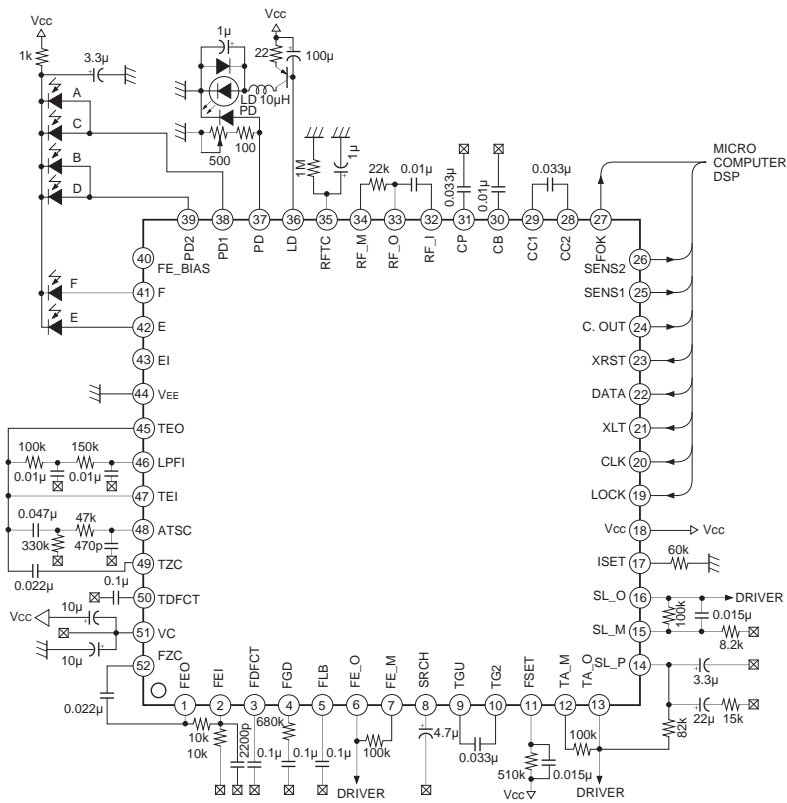 Vcc
1k
3.3μ
A
C
B
D
F
E
1μ
LD
10μH
PD
500
100
Vcc
22
100μ
1M
1μ
22k
0.01μ
0.033μ
0.01μ
0.033μ
MICRO
COMPUTER
DSP
39
38
37
36
35
34
33
32
31
30
29
28
27
PD2
PD1
PD
LD
RFTC
RF_M
RF_O
RF_I
CP
CB
CC1
CC2
FOK
40
FE_BIAS
41
F
42
E
43
EI
44
VEE
45
TEO
46
LPFI
47
TEI
48
ATSC
49
TZC
50
TDFCT
51
VC
52
FZC
100k
150k
0.01μ
0.01μ
0.047μ
47k
330k
470p
0.022μ
0.1μ
Vcc
10μ
10μ
0.022μ
SENS2
26
SENS1
25
C. OUT
24
XRST
23
DATA
22
XLT
21
CLK
20
LOCK
19
Vcc
18
Vcc
ISET
17
60k
SL_O
16
DRIVER
100k
0.015μ
SL_M
15
8.2k
SL_P
14
3.3μ
22μ
15k
82k
FEO
FEI
FDFCT
FGD
FLB
FE_O
FE_M
SRCH
TGU
TG2
FSET
TA_M
TA_O
1
2
3
4
5
6
7
8
9
10
11
12
13
10k
10k
2200p
0.1μ
680k
0.1μ
0.1μ
100k
DRIVER
4.7μ
0.033μ
510k
0.015μ
Vcc
100k
DRIVER